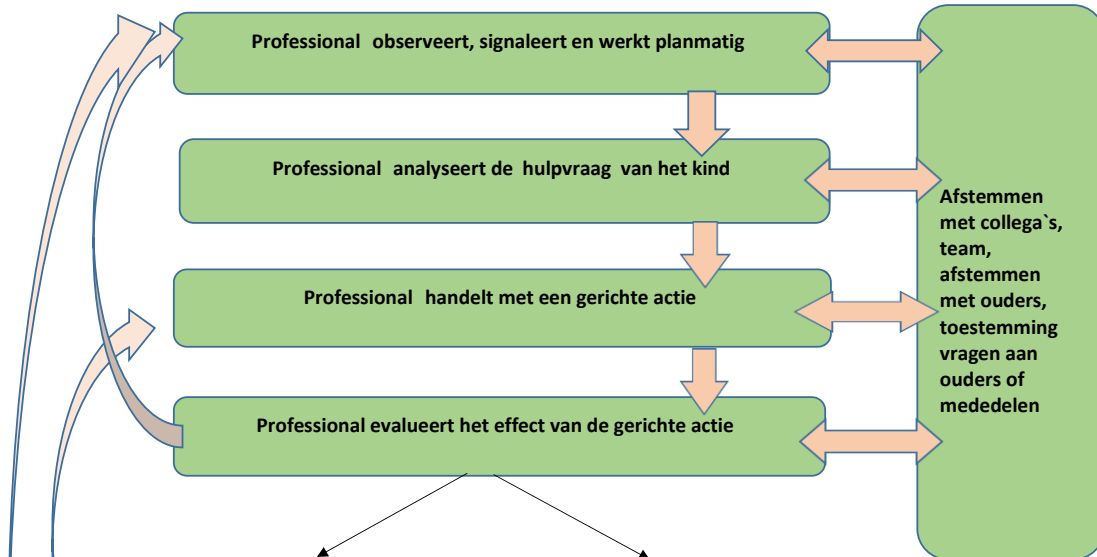 Professional observeert, signaleert en werkt planmatig
Professional analyseert de hulpvraag van het kind
Professional handelt met een gerichte actie
Professional evalueert het effect van de gerichte actie
Afstemmen
met collega`s,
team,
afstemmen
met ouders,
toestemming
vragen aan
ouders of
mededelen